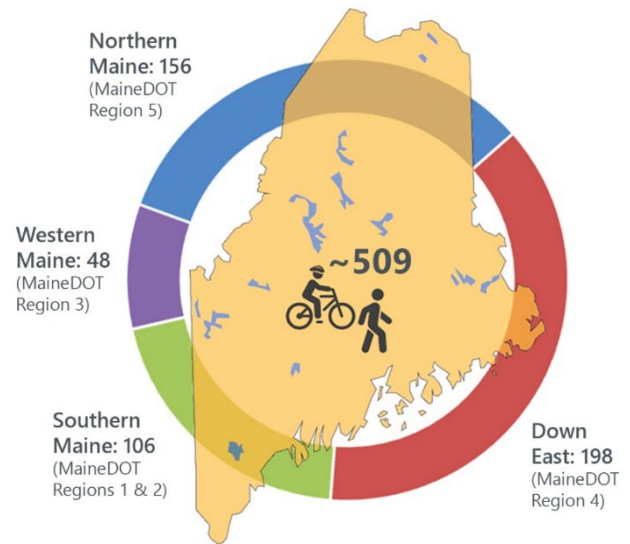 Northern
Maine: 156
(MaineDOT
Region 5)
Western
Maine: 48
(MaineDOT
Region 3)
~509
Southern
Maine: 106
(MaineDOT
Regions 1 & 2)
Down
East: 198
(MaineDOT
Region 4)